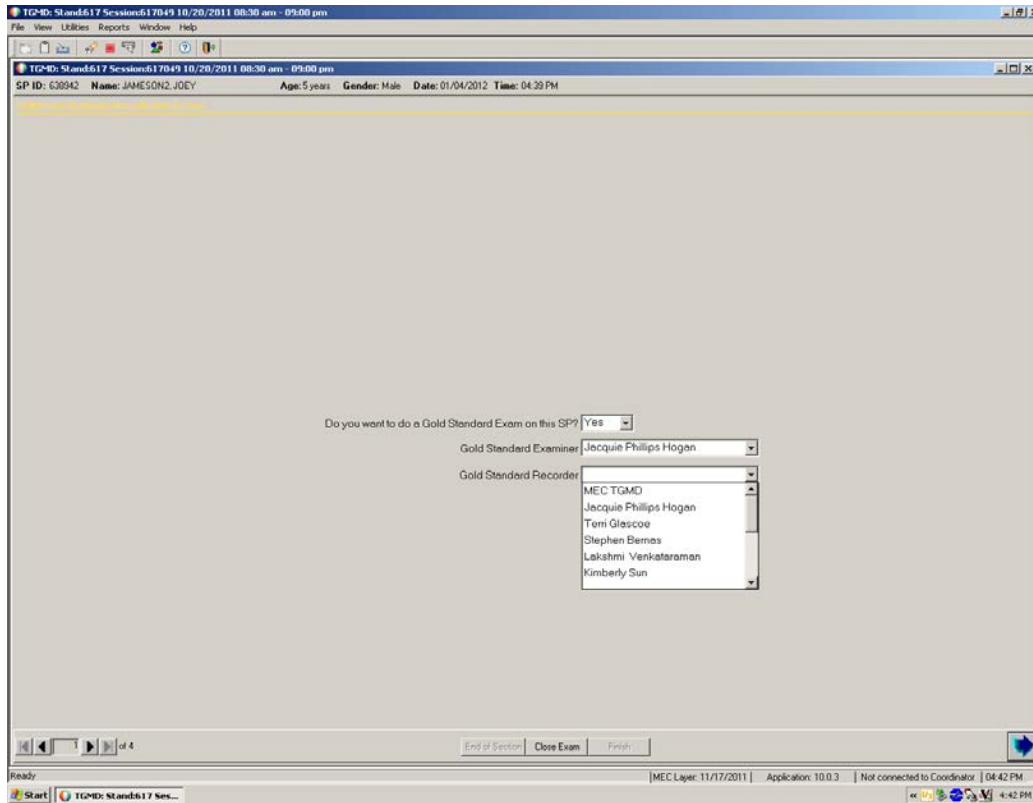 TGMD: Stand:617 Session:617049 10/20/2011 08:30 am - 09:00 pm
File View Utilities Reports Window Help
TGMD: Stand:617 Session:617049 10/20/2011 08:30 am - 09:00 pm
SP ID: 630942 Name: JAMESON2, JOEY Age: 5 years Gender: Male Date: 01/04/2012 Time: 04:39 PM
Do you want to do a Gold Standard Exam on this SP? Yes
Gold Standard Examiner Jacquie Phillips Hogan
Gold Standard Recorder
MEC TGMD
Jacquie Phillips Hogan
Terri Glascoe
Stephen Bernas
Lakshmi Venkataraman
Kimberly Sun
1 of 4 End of Section Close Exam Finish
Ready MEC Layer: 11/17/2011 Application: 10.0.3 Not connected to Coordinator 04:42 PM
Start TGMD: Stand:617 Ses... 4:42 PM